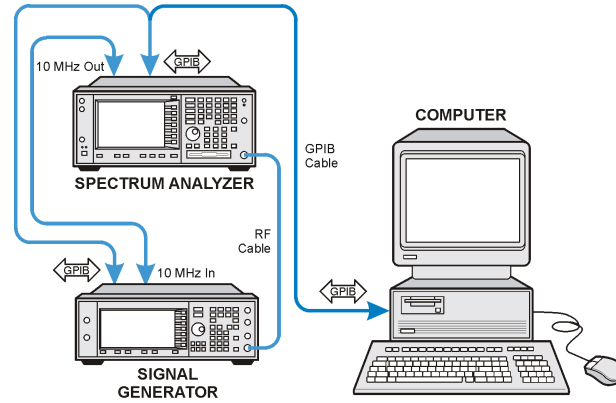 10 MHz Out
GPIB
COMPUTER
GPIB
Cable
SPECTRUM ANALYZER
RF
Cable
GPIB
10 MHz In
GPIB
SIGNAL
GENERATOR